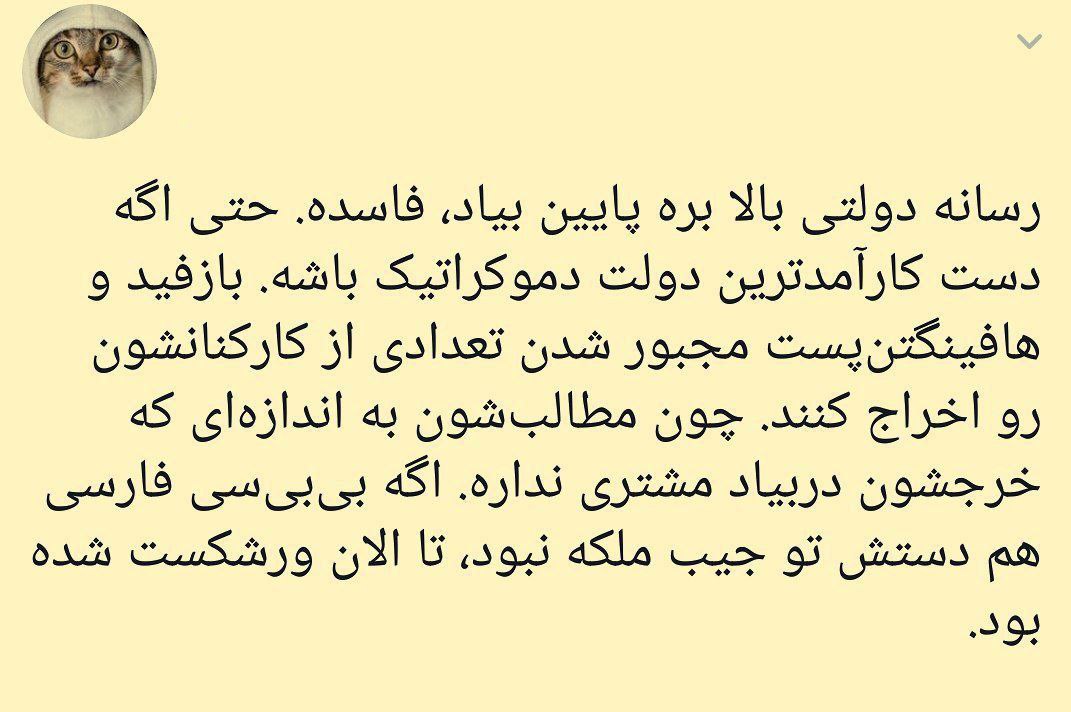 رسانه دولتی بالا بره پایین بیاد، فاسده. حتی اگه
دست کارآمدترین دولت دموکراتیک باشه. بازفید و
هافینگتن‌پست مجبور شدن تعدادی از کارکنانشون
رو اخراج کنند. چون مطالب‌شون به اندازه‌ای که
خرجشون دربیاد مشتری نداره. اگه بی‌بی‌سی فارسی
هم دستش تو جیب ملکه نبود، تا الان ورشکست شده
بود.